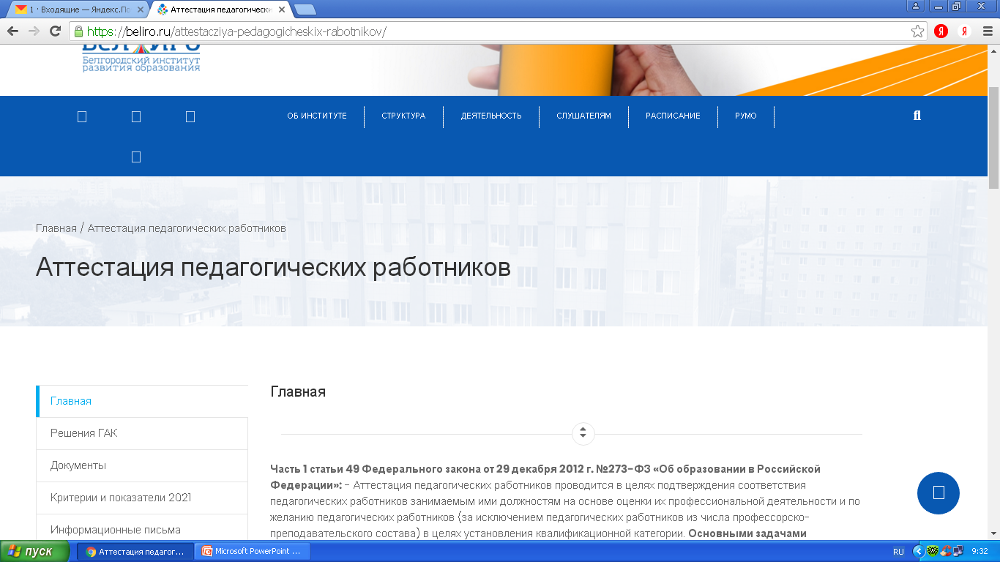 1 · Входящие — Яндекс.По
Аттестация педагогически
https://beliro.ru/attestacziya-pedagogicheskix-rabotnikov/
Белгородский институт
развития образования
ОБ ИНСТИТУТЕ
СТРУКТУРА
ДЕЯТЕЛЬНОСТЬ
СЛУШАТЕЛЯМ
РАСПИСАНИЕ
РУМО
Главная / Аттестация педагогических работников
Аттестация педагогических работников
Главная
Решения ГАК
Документы
Критерии и показатели 2021
Информационные письма
Главная
Часть 1 статьи 49 Федерального закона от 29 декабря 2012 г. №273-ФЗ «Об образовании в Российской
Федерации»: - Аттестация педагогических работников проводится в целях подтверждения соответствия
педагогических работников занимаемым ими должностям на основе оценки их профессиональной деятельности и по
желанию педагогических работников (за исключением педагогических работников из числа профессорско-
преподавательского состава) в целях установления квалификационной категории. Основными задачами
пуск
Аттестация педагог...
Microsoft PowerPoint ...
RU
9:32